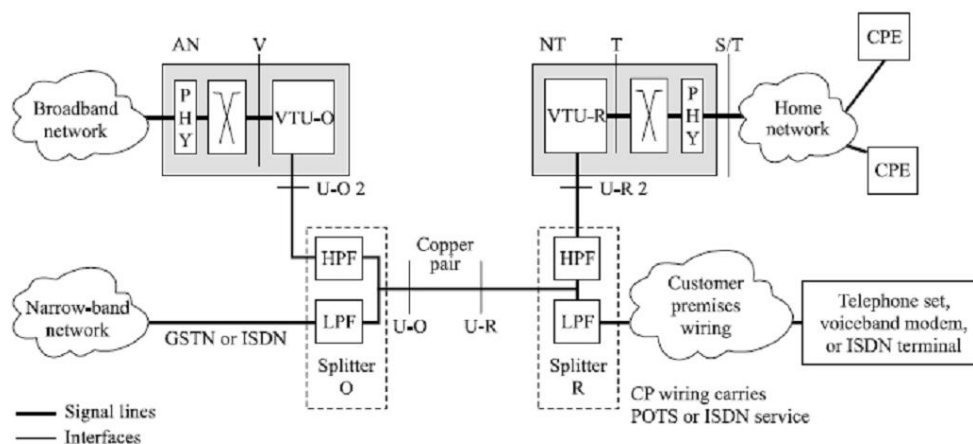 AN
V
NT
T
S/T
CPE
Broadband
network
P
H
Y
VTU-O
VTU-R
P
H
Y
Home
network
CPE
U-O 2
U-R 2
HPF
Copper
pair
HPF
Narrow-band
network
GSTN or ISDN
LPF
U-O
U-R
LPF
Customer
premises
wiring
Telephone set,
voiceband modem,
or ISDN terminal
Splitter
O
Splitter
R
CP wiring carries
POTS or ISDN service
Signal lines
Interfaces